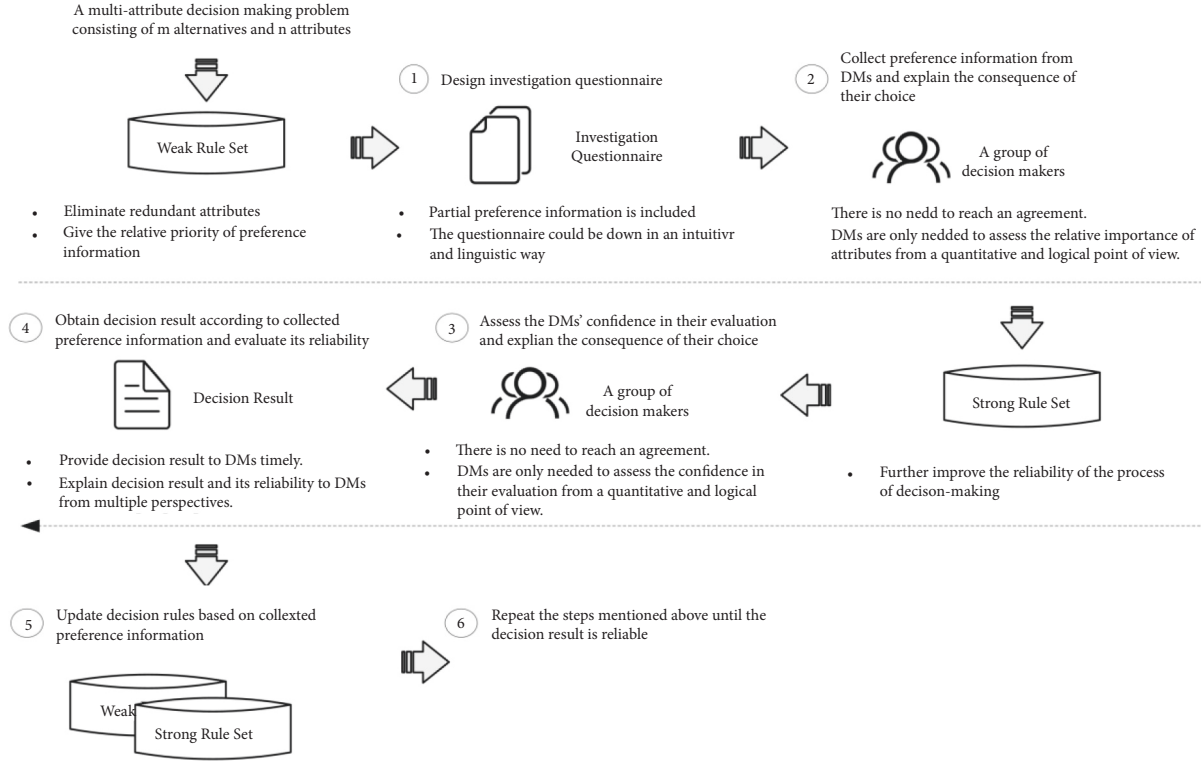 A multi-attribute decision making problem
consisting of m alternatives and n attributes
Weak Rule Set
• Eliminate redundant attributes
• Give the relative priority of preference
information
1 Design investigation questionnaire
Investigation
Questionnaire
• Partial preference information is included
• The questionnaire could be down in an intuitivr
and linguistic way
2 Collect preference information from
DMs and explain the consequence of
their choice
A group of
decision makers
There is no nedd to reach an agreement.
DMs are only nedded to assess the relative importance of
attributes from a quantitative and logical point of view.
Strong Rule Set
• Further improve the reliability of the process
of decison-making
3 Assess the DMs' confidence in their evaluation
and explian the consequence of their choice
A group of
decision makers
• There is no need to reach an agreement.
• DMs are only needed to assess the confidence in
their evaluation from a quantitative and logical
point of view.
4 Obtain decision result according to collected
preference information and evaluate its reliability
Decision Result
• Provide decision result to DMs timely.
• Explain decision result and its reliability to DMs
from multiple perspectives.
5 Update decision rules based on collexted
preference information
Weak
Strong Rule Set
6 Repeat the steps mentioned above until the
decision result is reliable